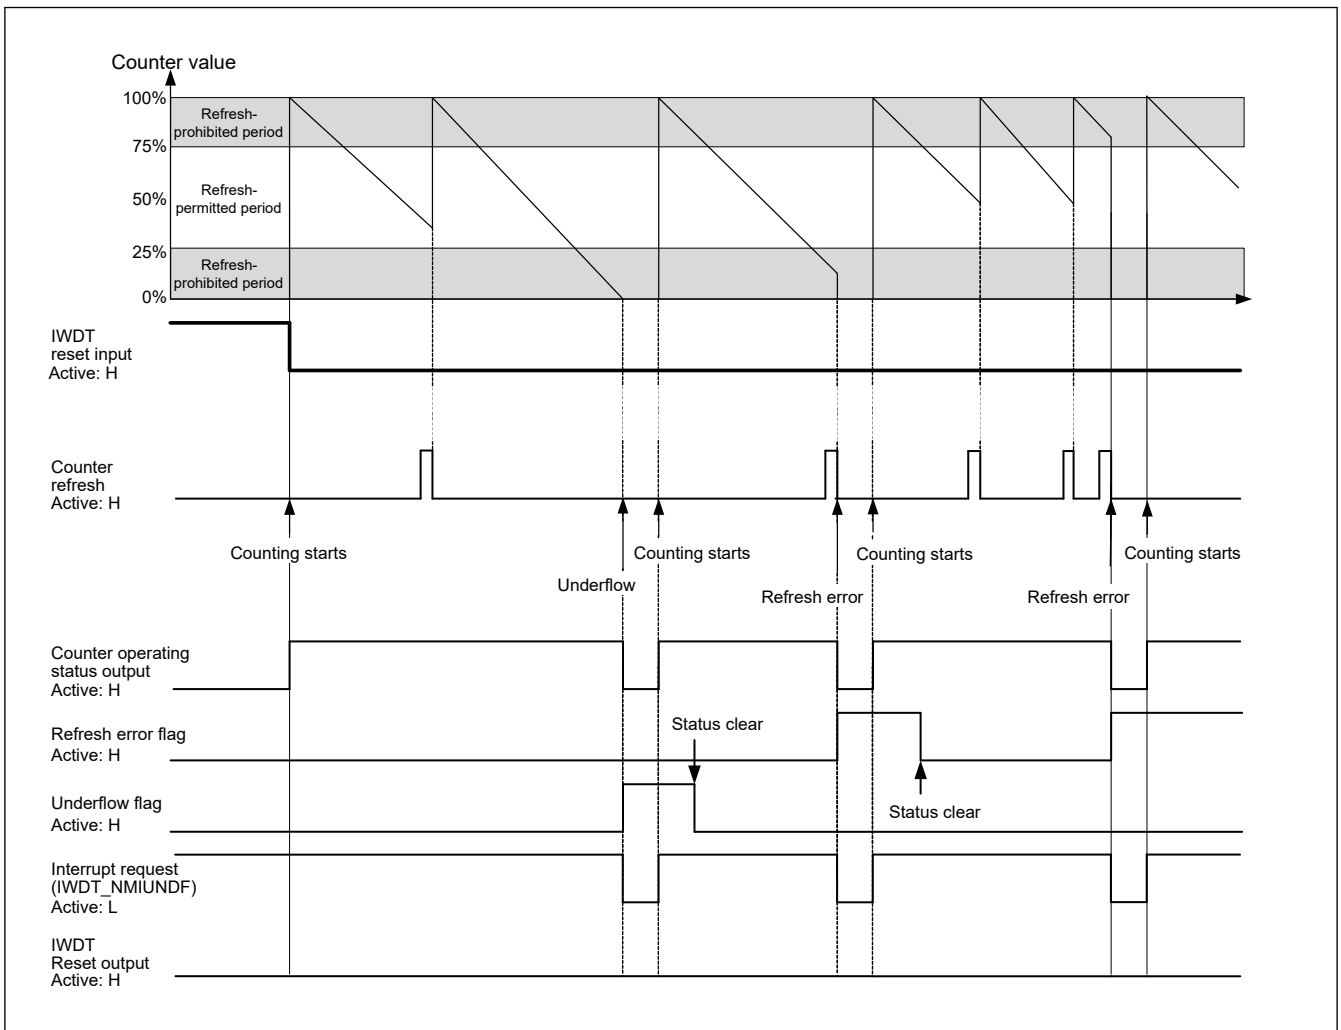 Counter value
100%
Refresh-
prohibited period
75%
Refresh-
permitted period
50%
25%
Refresh-
prohibited period
0%
IWDT
reset input
Active: H
Counter
refresh
Active: H
Counting starts
Counting starts
Counting starts
Counting starts
Underflow
Refresh error
Refresh error
Counter operating
status output
Active: H
Status clear
Refresh error flag
Active: H
Underflow flag
Active: H
Status clear
Interrupt request
(IWDT_NMIUNDF)
Active: L
IWDT
Reset output
Active: H